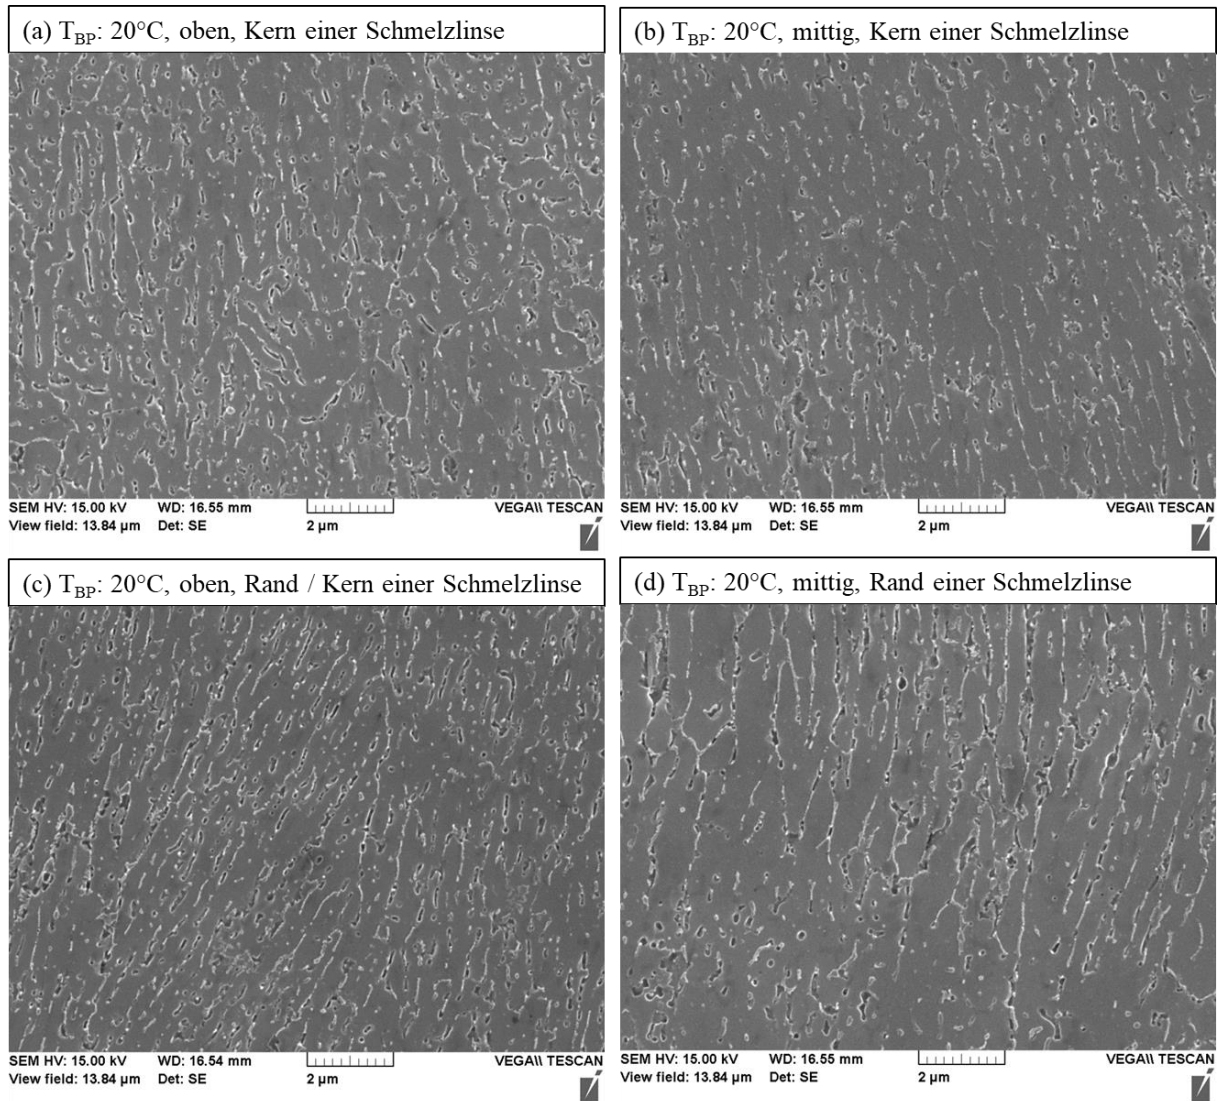 (a) T_BP: 20°C, oben, Kern einer Schmelzlinse
(b) T_BP: 20°C, mittig, Kern einer Schmelzlinse
SEM HV: 15.00 kV WD: 16.55 mm VEGA\\ TESCAN
View field: 13.84 µm Det: SE 2 µm
SEM HV: 15.00 kV WD: 16.55 mm VEGA\\ TESCAN
View field: 13.84 µm Det: SE 2 µm
(c) T_BP: 20°C, oben, Rand / Kern einer Schmelzlinse
(d) T_BP: 20°C, mittig, Rand einer Schmelzlinse
SEM HV: 15.00 kV WD: 16.54 mm VEGA\\ TESCAN
View field: 13.84 µm Det: SE 2 µm
SEM HV: 15.00 kV WD: 16.55 mm VEGA\\ TESCAN
View field: 13.84 µm Det: SE 2 µm